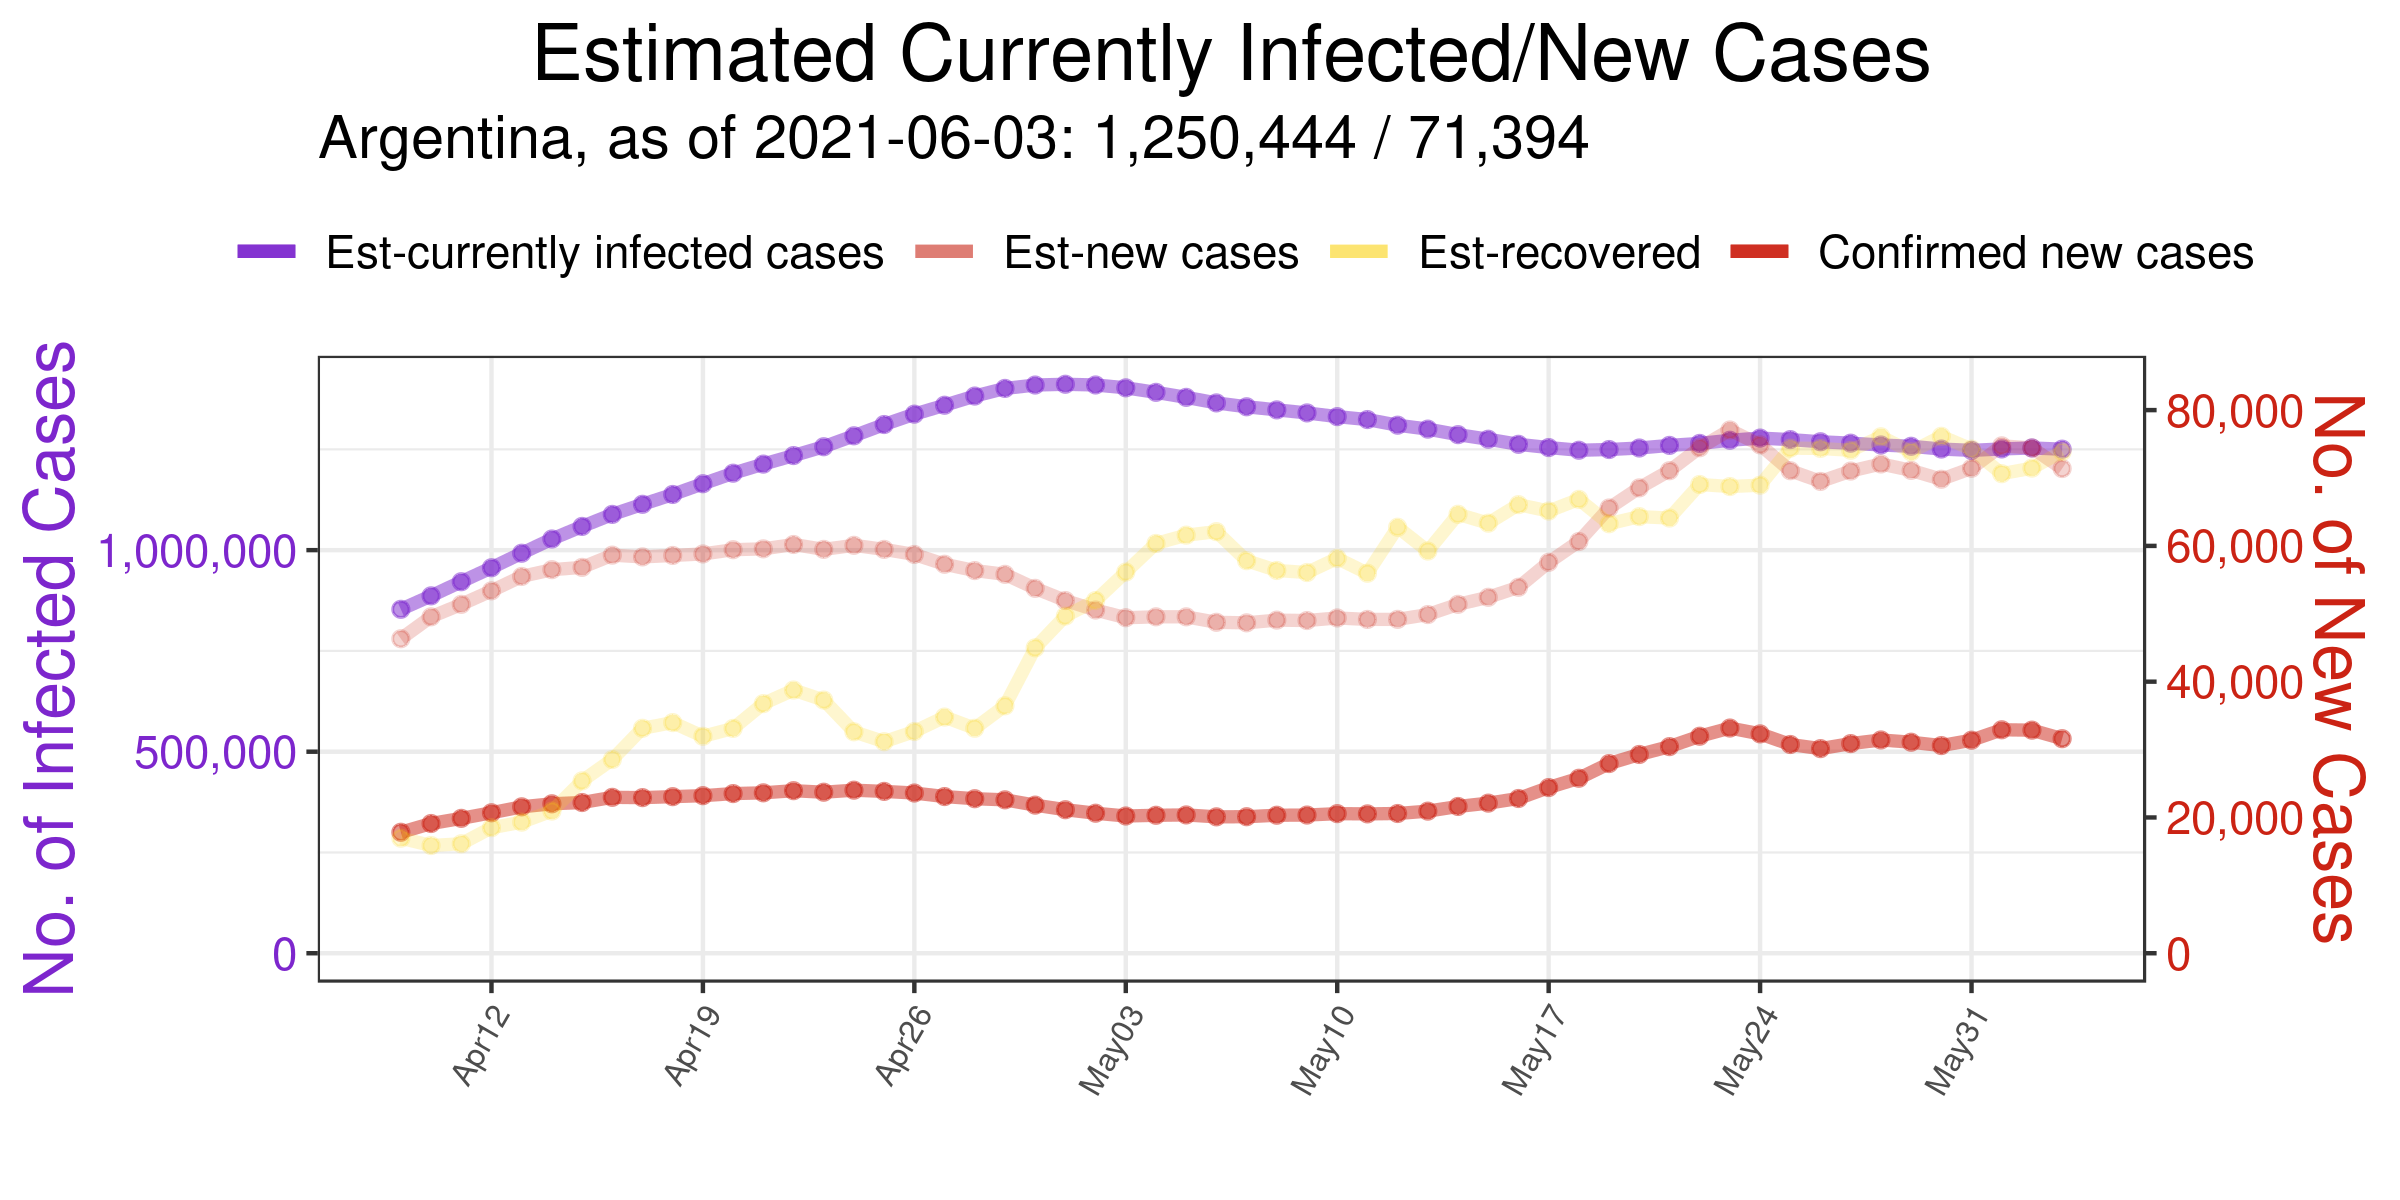 Estimated Currently Infected/New Cases
Argentina, as of 2021-06-03: 1,250,444 / 71,394
Est-currently infected cases Est-new cases Est-recovered Confirmed new cases
No. of Infected Cases
1,000,000
500,000
0
80,000
60,000
40,000
20,000
0
No. of New Cases
Apr12 Apr19 Apr26 May03 May10 May17 May24 May31